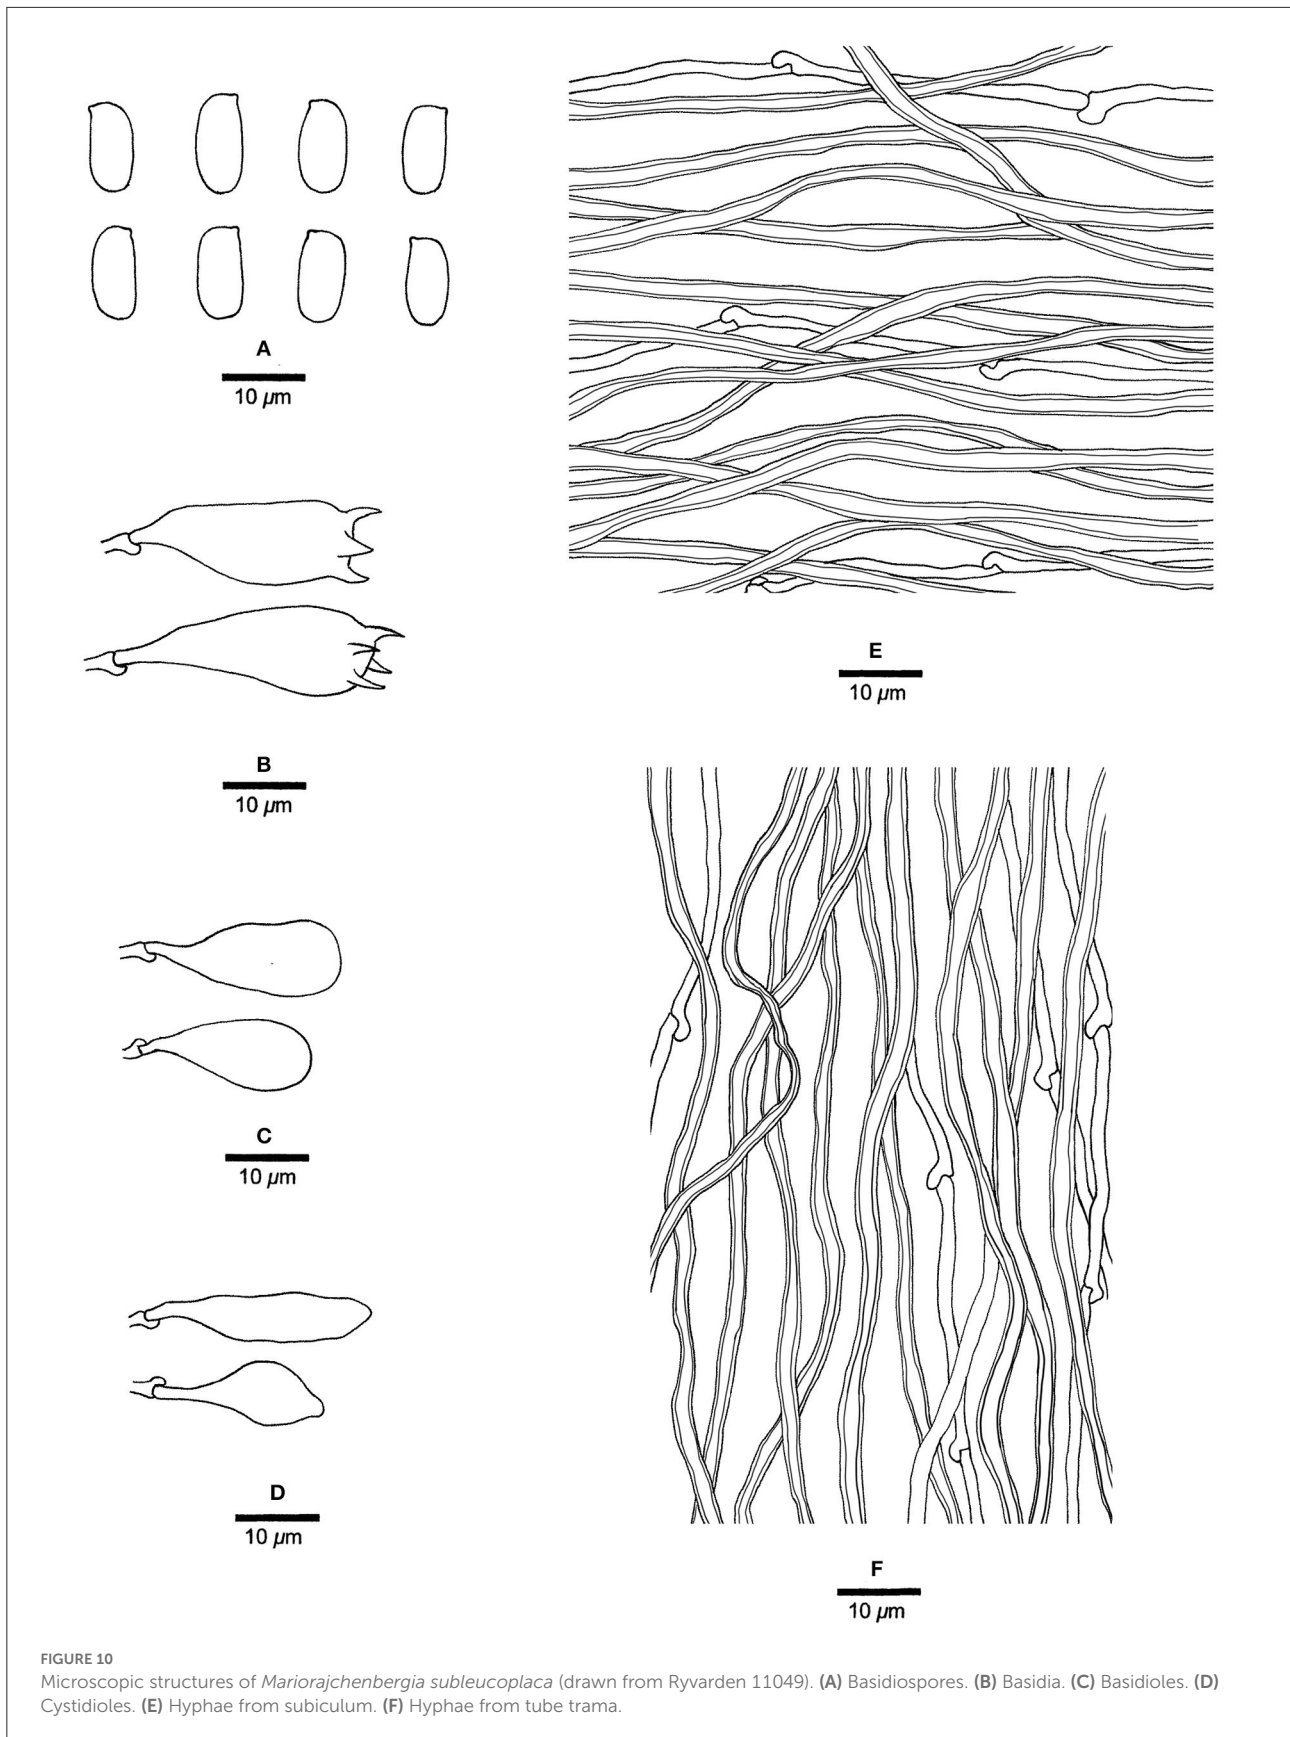 A
10 µm
B
10 µm
C
10 µm
D
10 µm
E
10 µm
F
10 µm
FIGURE 10
Microscopic structures of Mariorajchenbergia subleucoplaca (drawn from Ryvarden 11049). (A) Basidiospores. (B) Basidia. (C) Basidioles. (D)
Cystidioles. (E) Hyphae from subiculum. (F) Hyphae from tube trama.